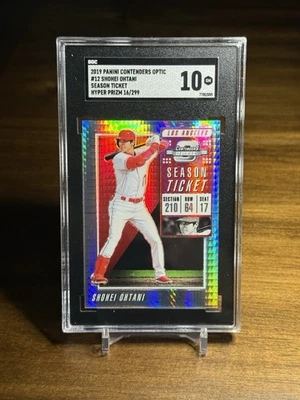 SGC
2019 PANINI CONTENDERS OPTIC
#12 SHOHEI OHTANI
SEASON TICKET
HYPER PRIZM 16/299
10
LOS ANGELES
SEASON
TICKET
SECTION ROW SEAT
210 64 17
SHOHEI OHTANI